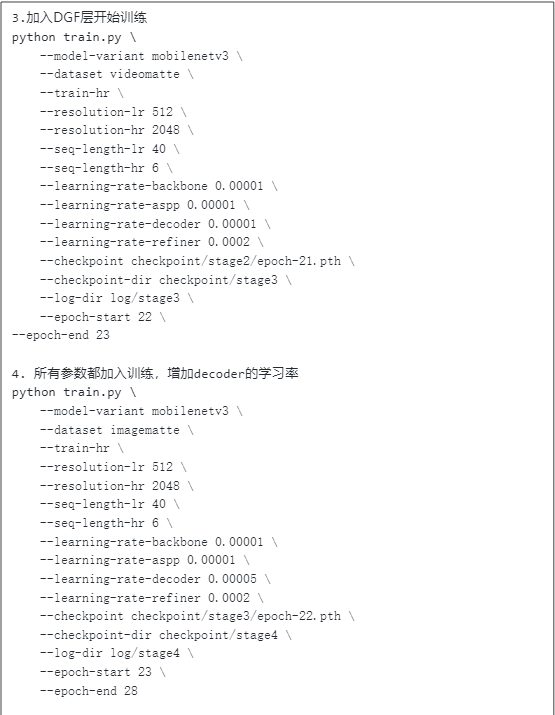 3.加入DGF层开始训练
python train.py \
--model-variant mobilenetv3 \
--dataset videomatte \
--train-hr \
--resolution-lr 512 \
--resolution-hr 2048 \
--seq-length-lr 40 \
--seq-length-hr 6 \
--learning-rate-backbone 0.00001 \
--learning-rate-aspp 0.00001 \
--learning-rate-decoder 0.00001 \
--learning-rate-refiner 0.0002 \
--checkpoint checkpoint/stage2/epoch-21.pth \
--checkpoint-dir checkpoint/stage3 \
--log-dir log/stage3 \
--epoch-start 22 \
--epoch-end 23
4. 所有参数都加入训练，增加decoder的学习率
python train.py \
--model-variant mobilenetv3 \
--dataset imagematte \
--train-hr \
--resolution-lr 512 \
--resolution-hr 2048 \
--seq-length-lr 40 \
--seq-length-hr 6 \
--learning-rate-backbone 0.00001 \
--learning-rate-aspp 0.00001 \
--learning-rate-decoder 0.00005 \
--learning-rate-refiner 0.0002 \
--checkpoint checkpoint/stage3/epoch-22.pth \
--checkpoint-dir checkpoint/stage4 \
--log-dir log/stage4 \
--epoch-start 23 \
--epoch-end 28